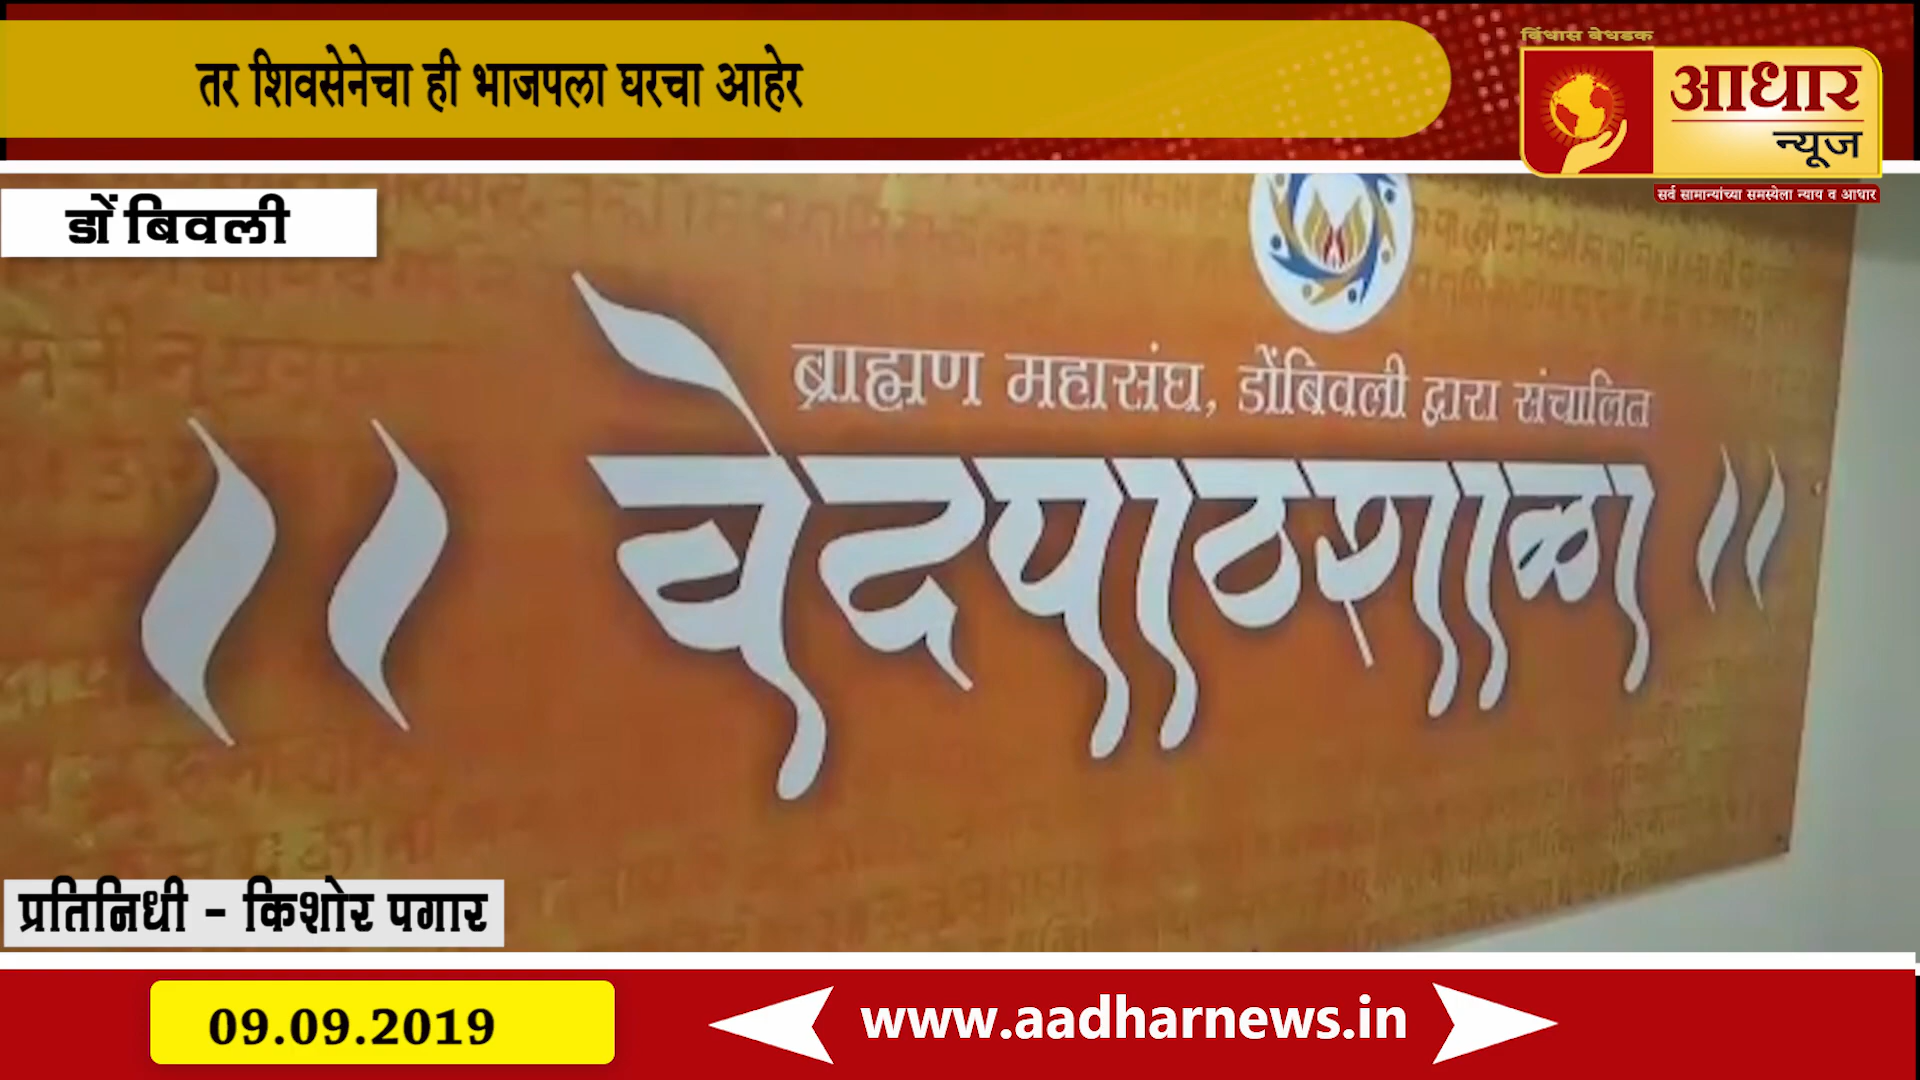 तर शिवसेनेचा ही भाजपला घरचा आहेर
बिंधास बेधडक
आधार
न्यूज
सर्व सामान्यांच्या समस्येला न्याय व आधार
डोंबिवली
ब्राह्मण महासंघ, डोंबिवली द्वारा संचालित
।। वेदपाठशाळा ।।
प्रतिनिधी - किशोर पगार
09.09.2019
www.aadharnews.in